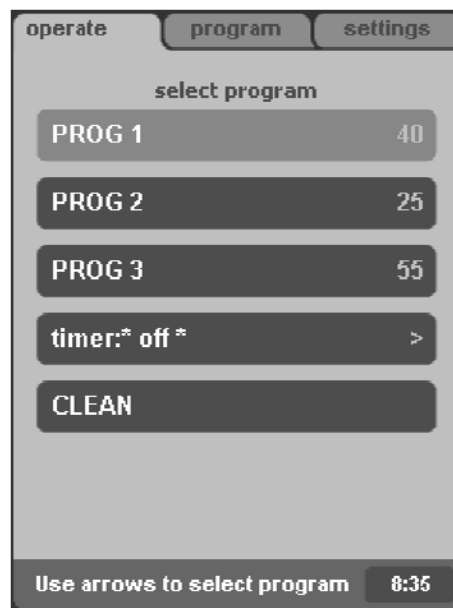 operate program settings
select program
PROG 1 40
PROG 2 25
PROG 3 55
timer:* off * >
CLEAN
Use arrows to select program 8:35